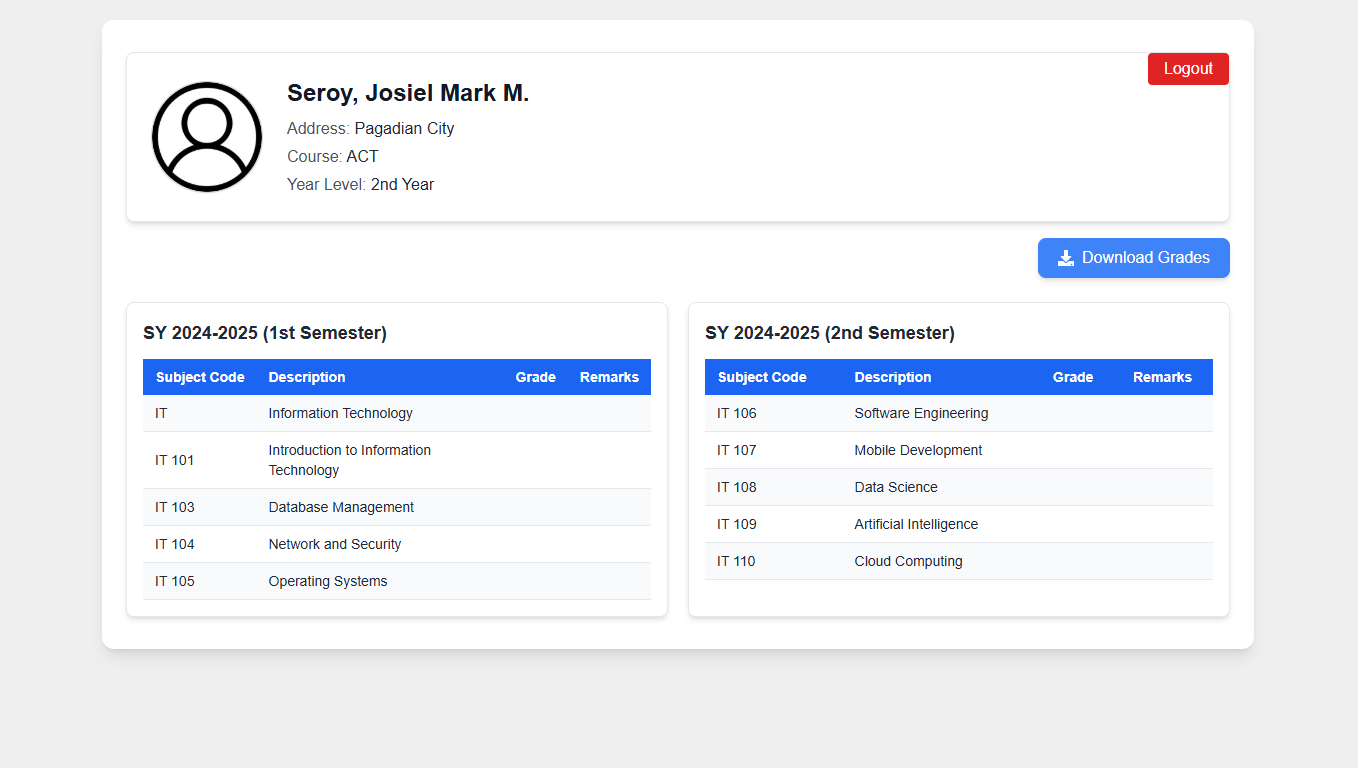 Logout
Seroy, Josiel Mark M.
Address: Pagadian City
Course: ACT
Year Level: 2nd Year
Download Grades
SY 2024-2025 (1st Semester)
Subject Code Description Grade Remarks
IT Information Technology
IT 101 Introduction to Information
Technology
IT 103 Database Management
IT 104 Network and Security
IT 105 Operating Systems
SY 2024-2025 (2nd Semester)
Subject Code Description Grade Remarks
IT 106 Software Engineering
IT 107 Mobile Development
IT 108 Data Science
IT 109 Artificial Intelligence
IT 110 Cloud Computing